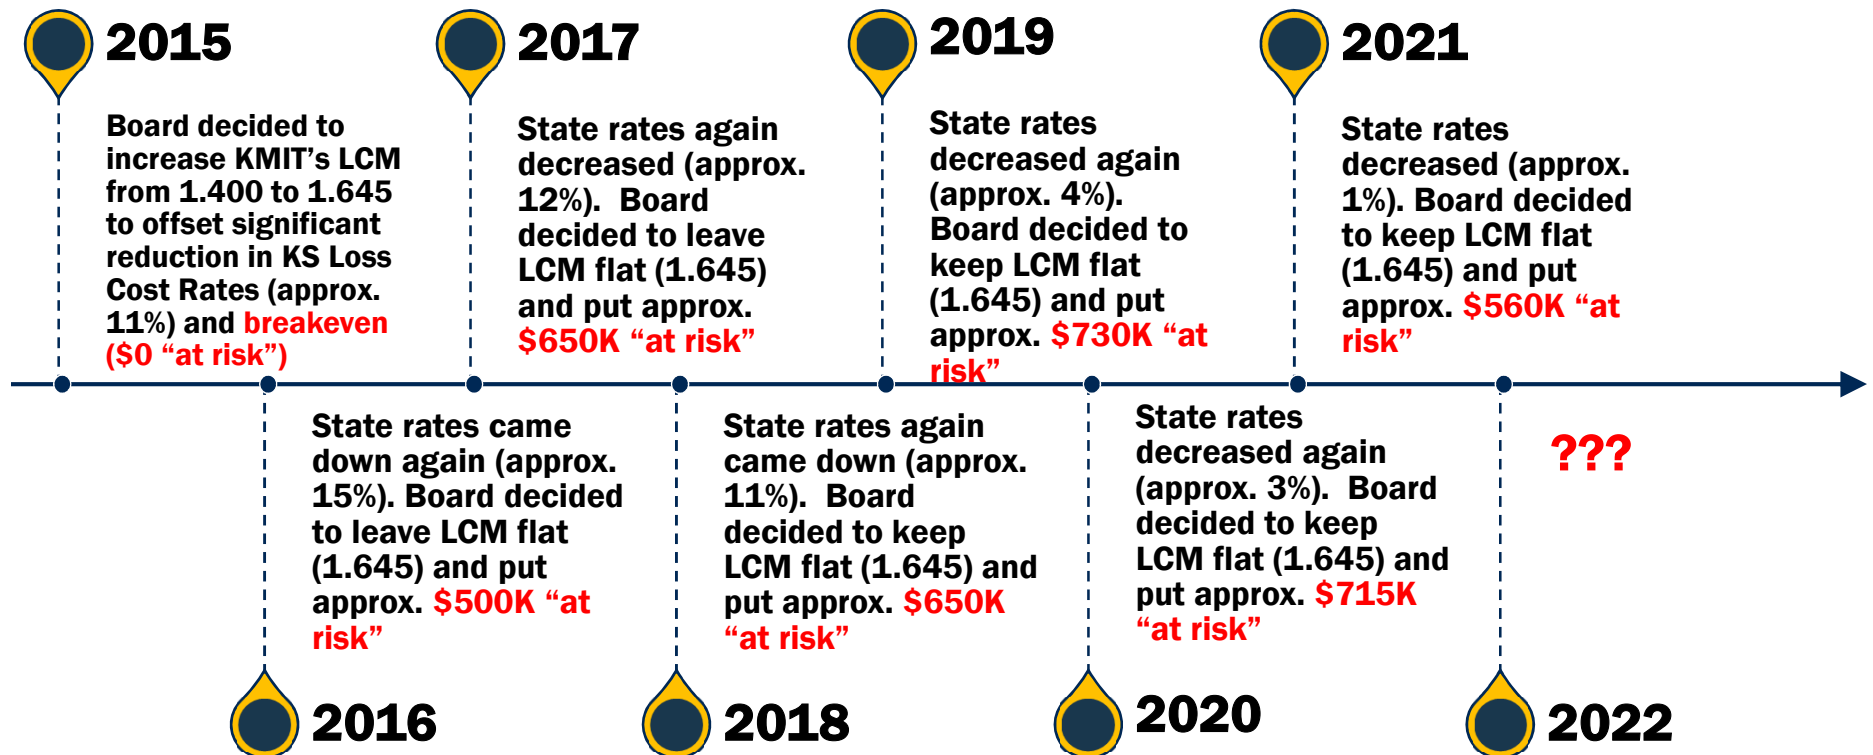 2015
Board decided to
increase KMIT’s LCM
from 1.400 to 1.645
to offset significant
reduction in KS Loss
Cost Rates (approx.
11%) and breakeven
($0 “at risk”)
2016
State rates came
down again (approx.
15%). Board decided
to leave LCM flat
(1.645) and put
approx. $500K “at
risk”
2017
State rates again
decreased (approx.
12%).  Board
decided to leave
LCM flat (1.645)
and put approx.
$650K “at risk”
2018
State rates again
came down (approx.
11%).  Board
decided to keep
LCM flat (1.645) and
put approx. $650K
“at risk”
2019
State rates
decreased again
(approx. 4%).
Board decided to
keep LCM flat
(1.645) and put
approx. $730K “at
risk”
2020
State rates
decreased again
(approx. 3%).  Board
decided to keep
LCM flat (1.645) and
put approx. $715K
“at risk”
2021
State rates
decreased (approx.
1%). Board decided
to keep LCM flat
(1.645) and put
approx. $560K “at
risk”
2022
???